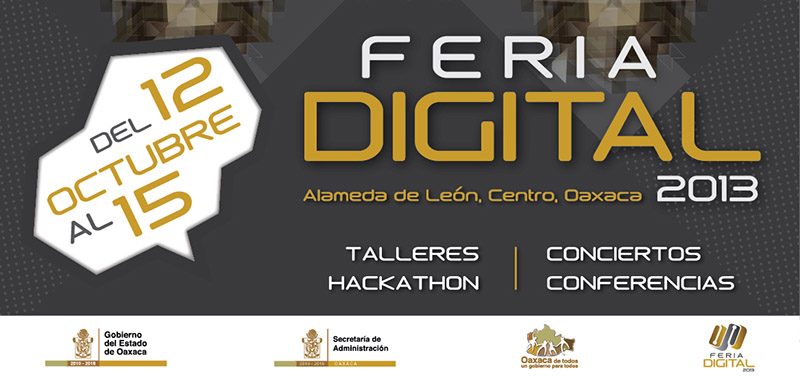 DEL 12
OCTUBRE
AL 15
FERIA
DIGITAL
Alameda de León, Centro, Oaxaca 2013
TALLERES
HACKATHON
CONCIERTOS
CONFERENCIAS
Gobierno
del Estado
de Oaxaca
2010 - 2016
Secretaría de
Administración
2010 - 2016 OAXACA
Oaxaca de todos
un gobierno para todos
FERIA
DIGITAL
2013